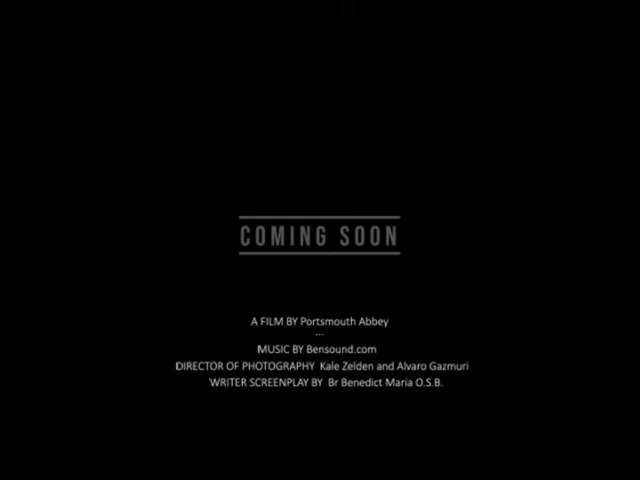 COMING SOON
A FILM BY Portsmouth Abbey
---
MUSIC BY Bensound.com
DIRECTOR OF PHOTOGRAPHY Kale Zelden and Alvaro Gazmuri
WRITER SCREENPLAY BY Br Benedict Maria O.S.B.